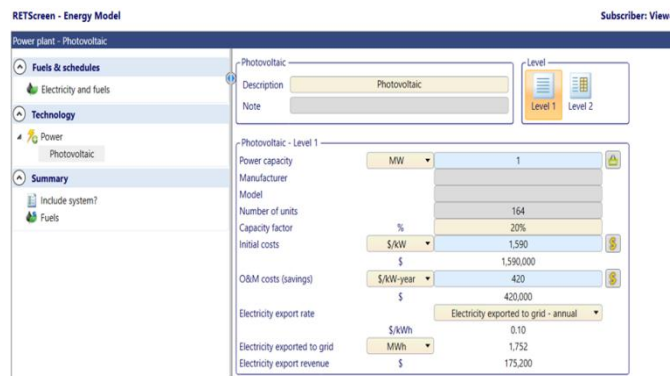 RETScreen - Energy Model
Subscriber: View
Power plant - Photovoltaic
Fuels & schedules
Electricity and fuels
Technology
Power
Photovoltaic
Summary
Include system?
Fuels
Photovoltaic
Description Photovoltaic
Note
Level
Level 1 Level 2
Photovoltaic - Level 1
Power capacity MW 1
Manufacturer
Model
Number of units 164
Capacity factor % 20%
Initial costs $/kW 1,590
$ 1,590,000
O&M costs (savings) $/kW-year 420
$ 420,000
Electricity export rate Electricity exported to grid - annual
$/kWh 0.10
Electricity exported to grid MWh 1,752
Electricity export revenue $ 175,200